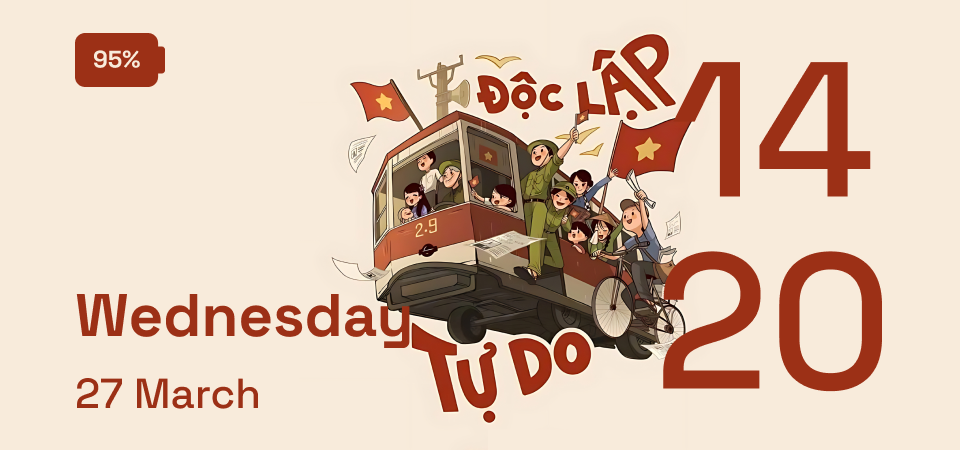 95%
ĐỘC LẬP
14
2.9
20
Wednesday
TỰ DO
27 March